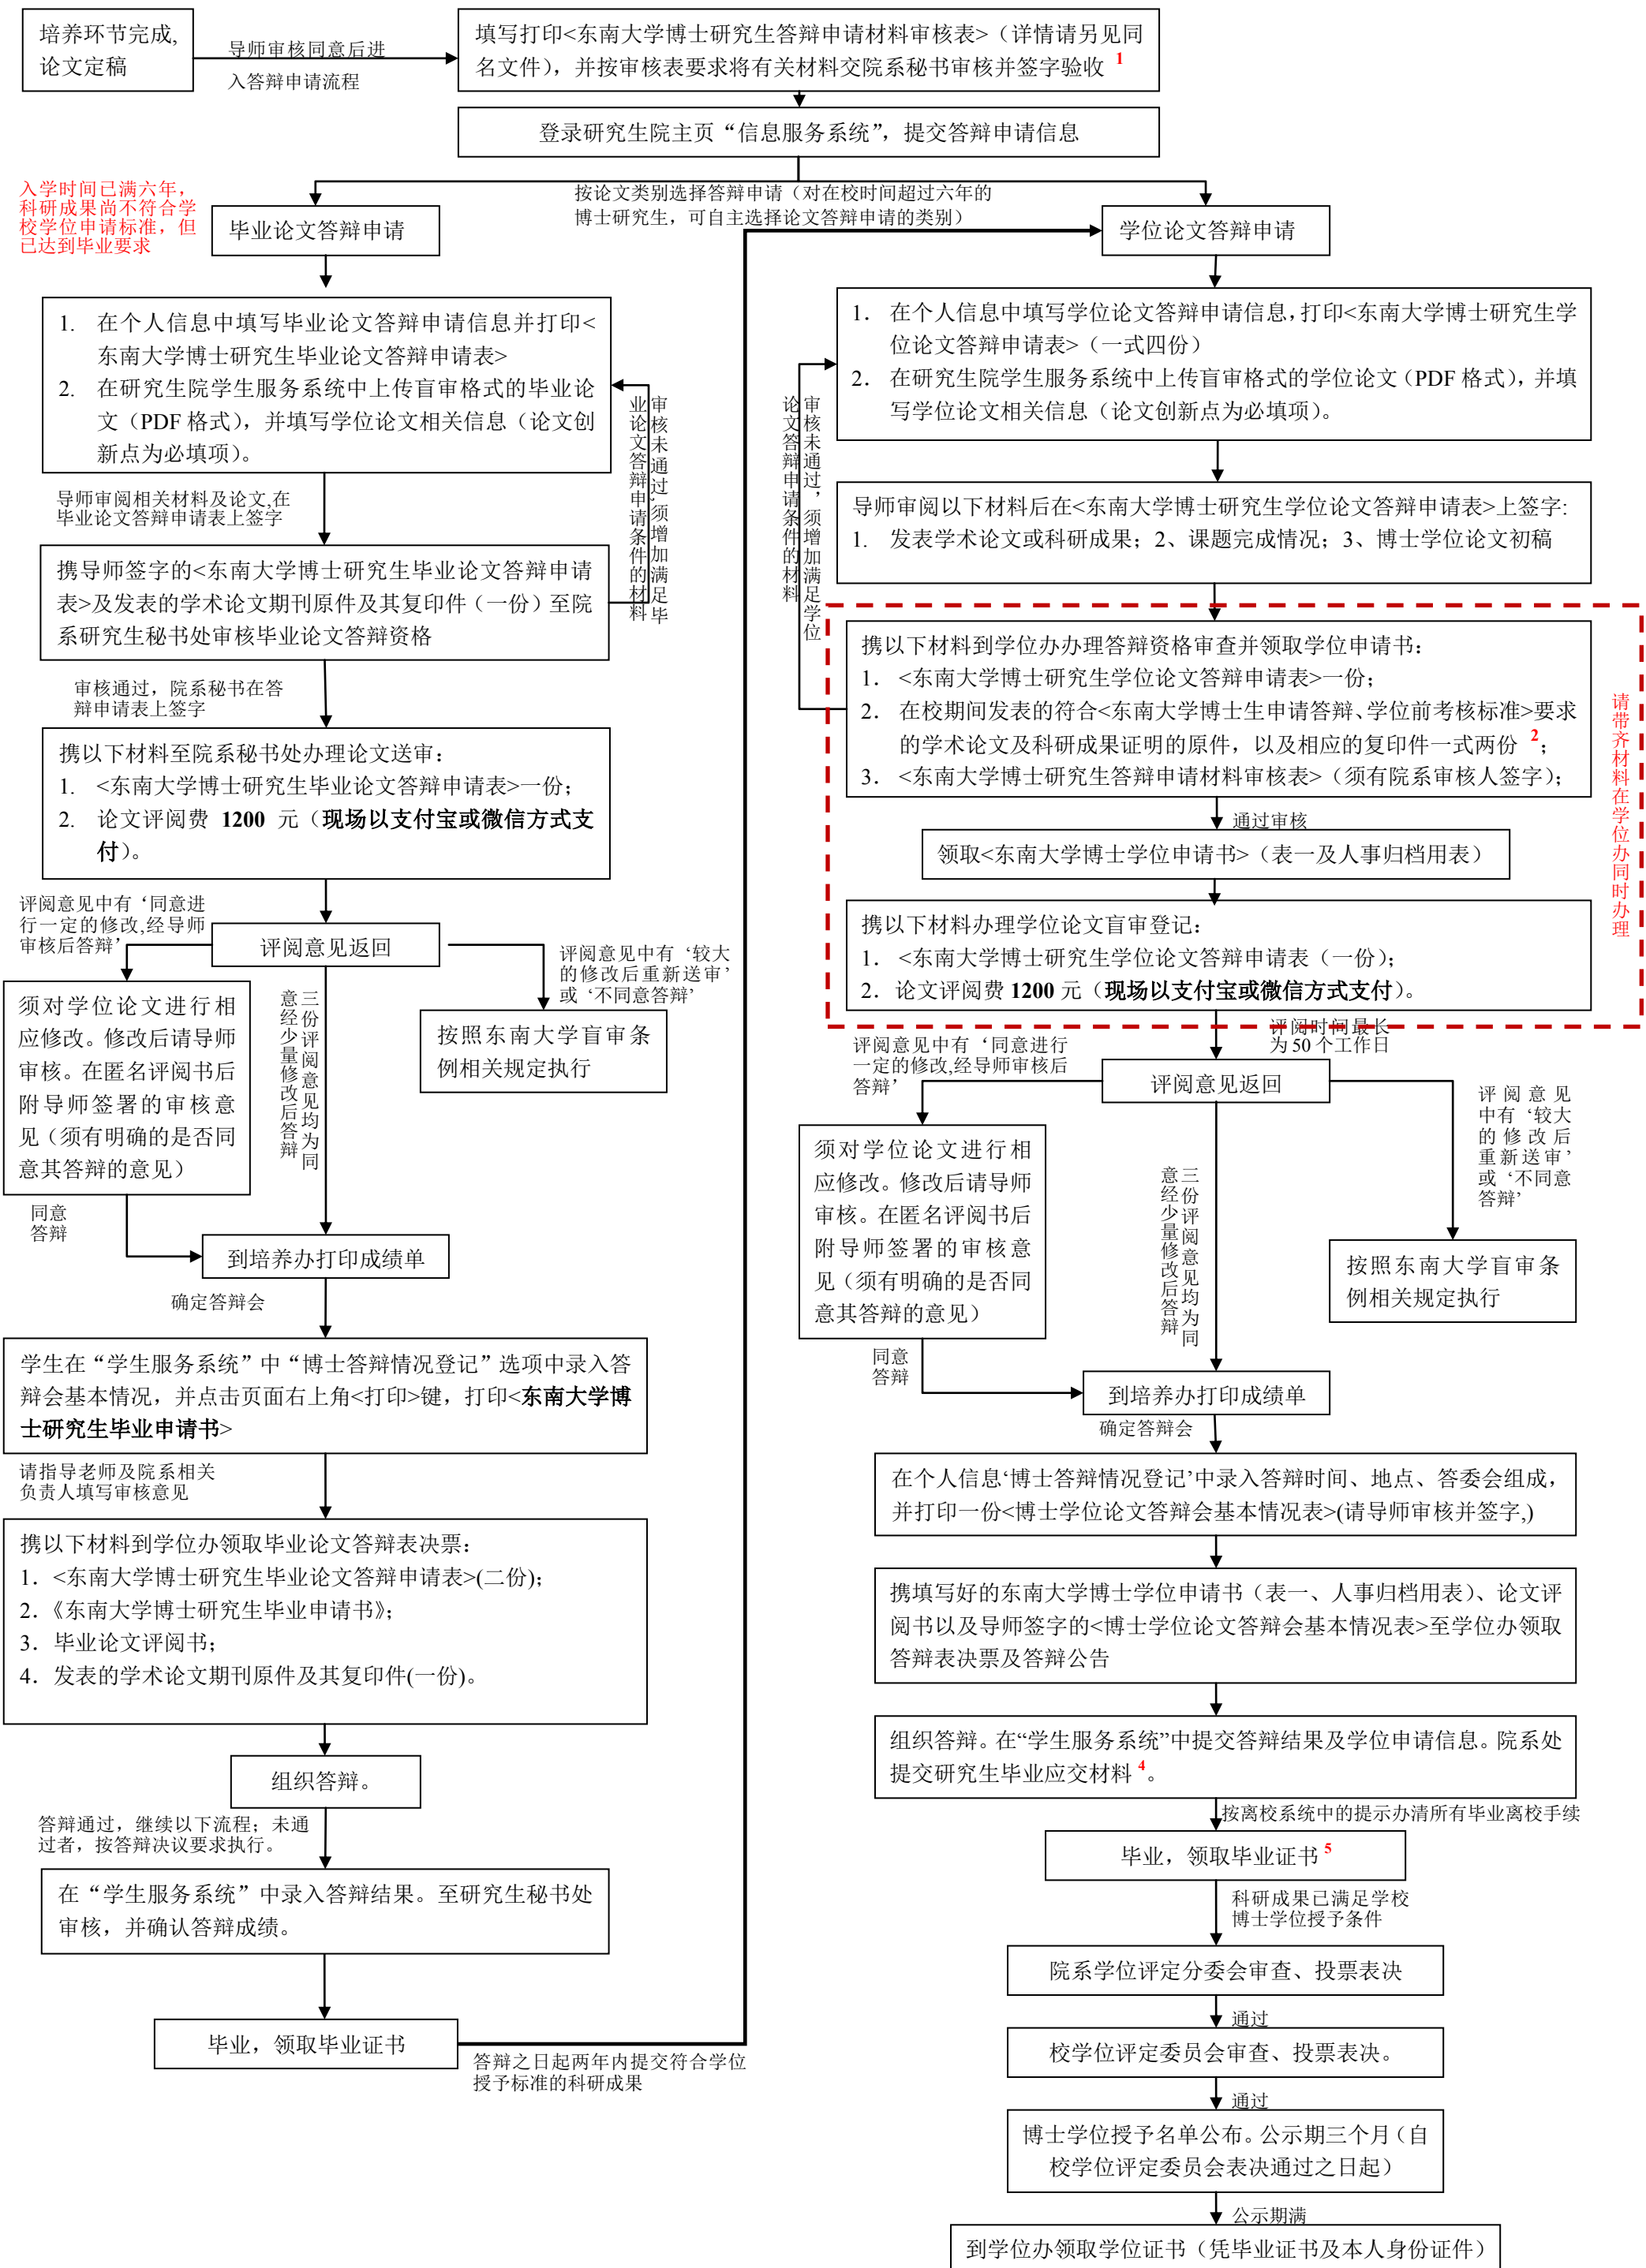 培养环节完成,
论文定稿
导师审核同意后进
入答辩申请流程
填写打印<东南大学博士研究生答辩申请材料审核表>（详情请另见同
名文件），并按审核表要求将有关材料交院系秘书审核并签字验收 1
登录研究生院主页“信息服务系统”，提交答辩申请信息
入学时间已满六年，
科研成果尚不符合学
校学位申请标准，但
已达到毕业要求
按论文类别选择答辩申请（对在校时间超过六年的
博士研究生，可自主选择论文答辩申请的类别）
毕业论文答辩申请
1. 在个人信息中填写毕业论文答辩申请信息并打印<
东南大学博士研究生毕业论文答辩申请表>
2. 在研究生院学生服务系统中上传盲审格式的毕业论
文（PDF 格式），并填写学位论文相关信息（论文创
新点为必填项）。
审核未通过，须增加满足毕
业论文答辩申请条件的材料
导师审阅相关材料及论文,在
毕业论文答辩申请表上签字
携导师签字的<东南大学博士研究生毕业论文答辩申请
表>及发表的学术论文期刊原件及其复印件（一份）至院
系研究生秘书处审核毕业论文答辩资格
审核通过，院系秘书在答
辩申请表上签字
携以下材料至院系秘书处办理论文送审：
1. <东南大学博士研究生毕业论文答辩申请表>一份；
2. 论文评阅费 1200 元（现场以支付宝或微信方式支
付）。
评阅意见中有‘同意进
行一定的修改,经导师
审核后答辩’
评阅意见返回
评阅意见中有‘较大
的修改后重新送审’
或‘不同意答辩’
须对学位论文进行相
应修改。修改后请导师
审核。在匿名评阅书后
附导师签署的审核意
见（须有明确的是否同
意其答辩的意见）
三份评阅意见均为同
意经少量修改后答辩
按照东南大学盲审条
例相关规定执行
同意
答辩
到培养办打印成绩单
确定答辩会
学生在“学生服务系统”中“博士答辩情况登记”选项中录入答
辩会基本情况，并点击页面右上角<打印>键，打印<东南大学博
士研究生毕业申请书>
请指导老师及院系相关
负责人填写审核意见
携以下材料到学位办领取毕业论文答辩表决票：
1．<东南大学博士研究生毕业论文答辩申请表>(二份)；
2.《东南大学博士研究生毕业申请书》；
3．毕业论文评阅书；
4．发表的学术论文期刊原件及其复印件(一份)。
组织答辩。
答辩通过，继续以下流程；未通
过者，按答辩决议要求执行。
在“学生服务系统”中录入答辩结果。至研究生秘书处
审核，并确认答辩成绩。
毕业，领取毕业证书
答辩之日起两年内提交符合学位
授予标准的科研成果
学位论文答辩申请
1． 在个人信息中填写学位论文答辩申请信息，打印<东南大学博士研究生学
位论文答辩申请表>（一式四份）
2． 在研究生院学生服务系统中上传盲审格式的学位论文（PDF 格式），并填
写学位论文相关信息（论文创新点为必填项）。
审核未通过，须增加满足学位
论文答辩申请条件的材料
导师审阅以下材料后在<东南大学博士研究生学位论文答辩申请表>上签字:
1. 发表学术论文或科研成果；2、课题完成情况；3、博士学位论文初稿
携以下材料到学位办办理答辩资格审查并领取学位申请书：
1． <东南大学博士研究生学位论文答辩申请表>一份；
2． 在校期间发表的符合<东南大学博士生申请答辩、学位前考核标准>要求
的学术论文及科研成果证明的原件，以及相应的复印件一式两份 2；
3． <东南大学博士研究生答辩申请材料审核表>（须有院系审核人签字）；
请带齐材料在学位办同时办理
通过审核
领取<东南大学博士学位申请书>（表一及人事归档用表）
携以下材料办理学位论文盲审登记：
1． <东南大学博士研究生学位论文答辩申请表（一份）；
2．论文评阅费 1200 元（现场以支付宝或微信方式支付）。
评阅时间最长
为 50 个工作日
评阅意见中有‘同意进行
一定的修改,经导师审核后
答辩’
评阅意见返回
评阅意见
中有‘较大
的修改后
重新送审’
或‘不同意
答辩’
须对学位论文进行相
应修改。修改后请导师
审核。在匿名评阅书后
附导师签署的审核意
见（须有明确的是否同
意其答辩的意见）
三份评阅意见均为同
意经少量修改后答辩
按照东南大学盲审条
例相关规定执行
同意
答辩
到培养办打印成绩单
确定答辩会
在个人信息‘博士答辩情况登记’中录入答辩时间、地点、答委会组成，
并打印一份<博士学位论文答辩会基本情况表>(请导师审核并签字,)
携填写好的东南大学博士学位申请书（表一、人事归档用表）、论文评
阅书以及导师签字的<博士学位论文答辩会基本情况表>至学位办领取
答辩表决票及答辩公告
组织答辩。在“学生服务系统”中提交答辩结果及学位申请信息。院系处
提交研究生毕业应交材料 4。
按离校系统中的提示办清所有毕业离校手续
毕业，领取毕业证书 5
科研成果已满足学校
博士学位授予条件
院系学位评定分委会审查、投票表决
通过
校学位评定委员会审查、投票表决。
通过
博士学位授予名单公布。公示期三个月（自
校学位评定委员会表决通过之日起）
公示期满
到学位办领取学位证书（凭毕业证书及本人身份证件）